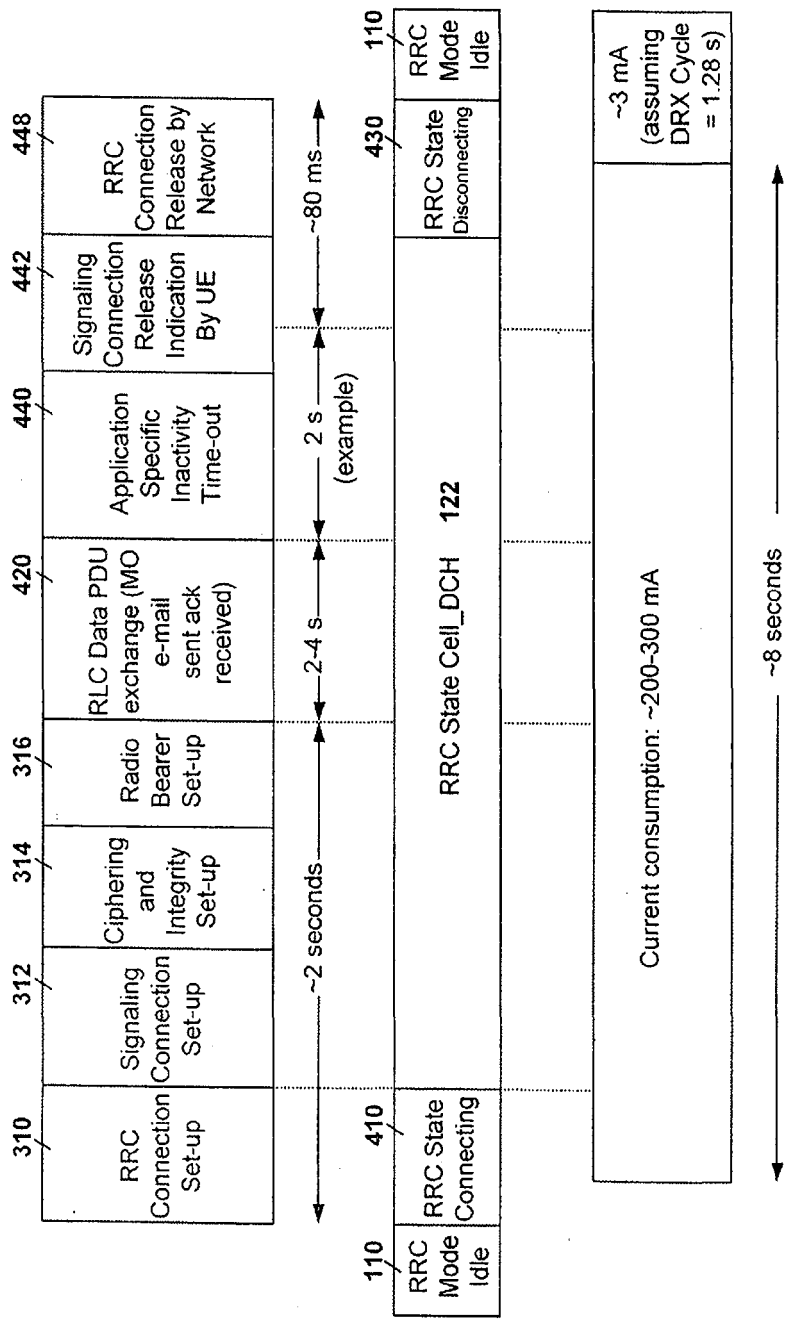 310
RRC
Connection
Set-up
312
Signaling
Connection
Set-up
314
Ciphering
and
Integrity
Set-up
316
Radio
Bearer
Set-up
420
RLC Data PDU
exchange (MO
e-mail
sent ack
received)
440
Application
Specific
Inactivity
Time-out
442
Signaling
Connection
Release
Indication
By UE
448
RRC
Connection
Release by
Network
~2 seconds
2-4 s
2 s
(example)
~80 ms
110
RRC
Mode
Idle
410
RRC State
Connecting
RRC State Cell_DCH 122
430
RRC State
Disconnecting
110
RRC
Mode
Idle
Current consumption: ~200-300 mA
~3 mA
(assuming
DRX Cycle
= 1.28 s)
~8 seconds